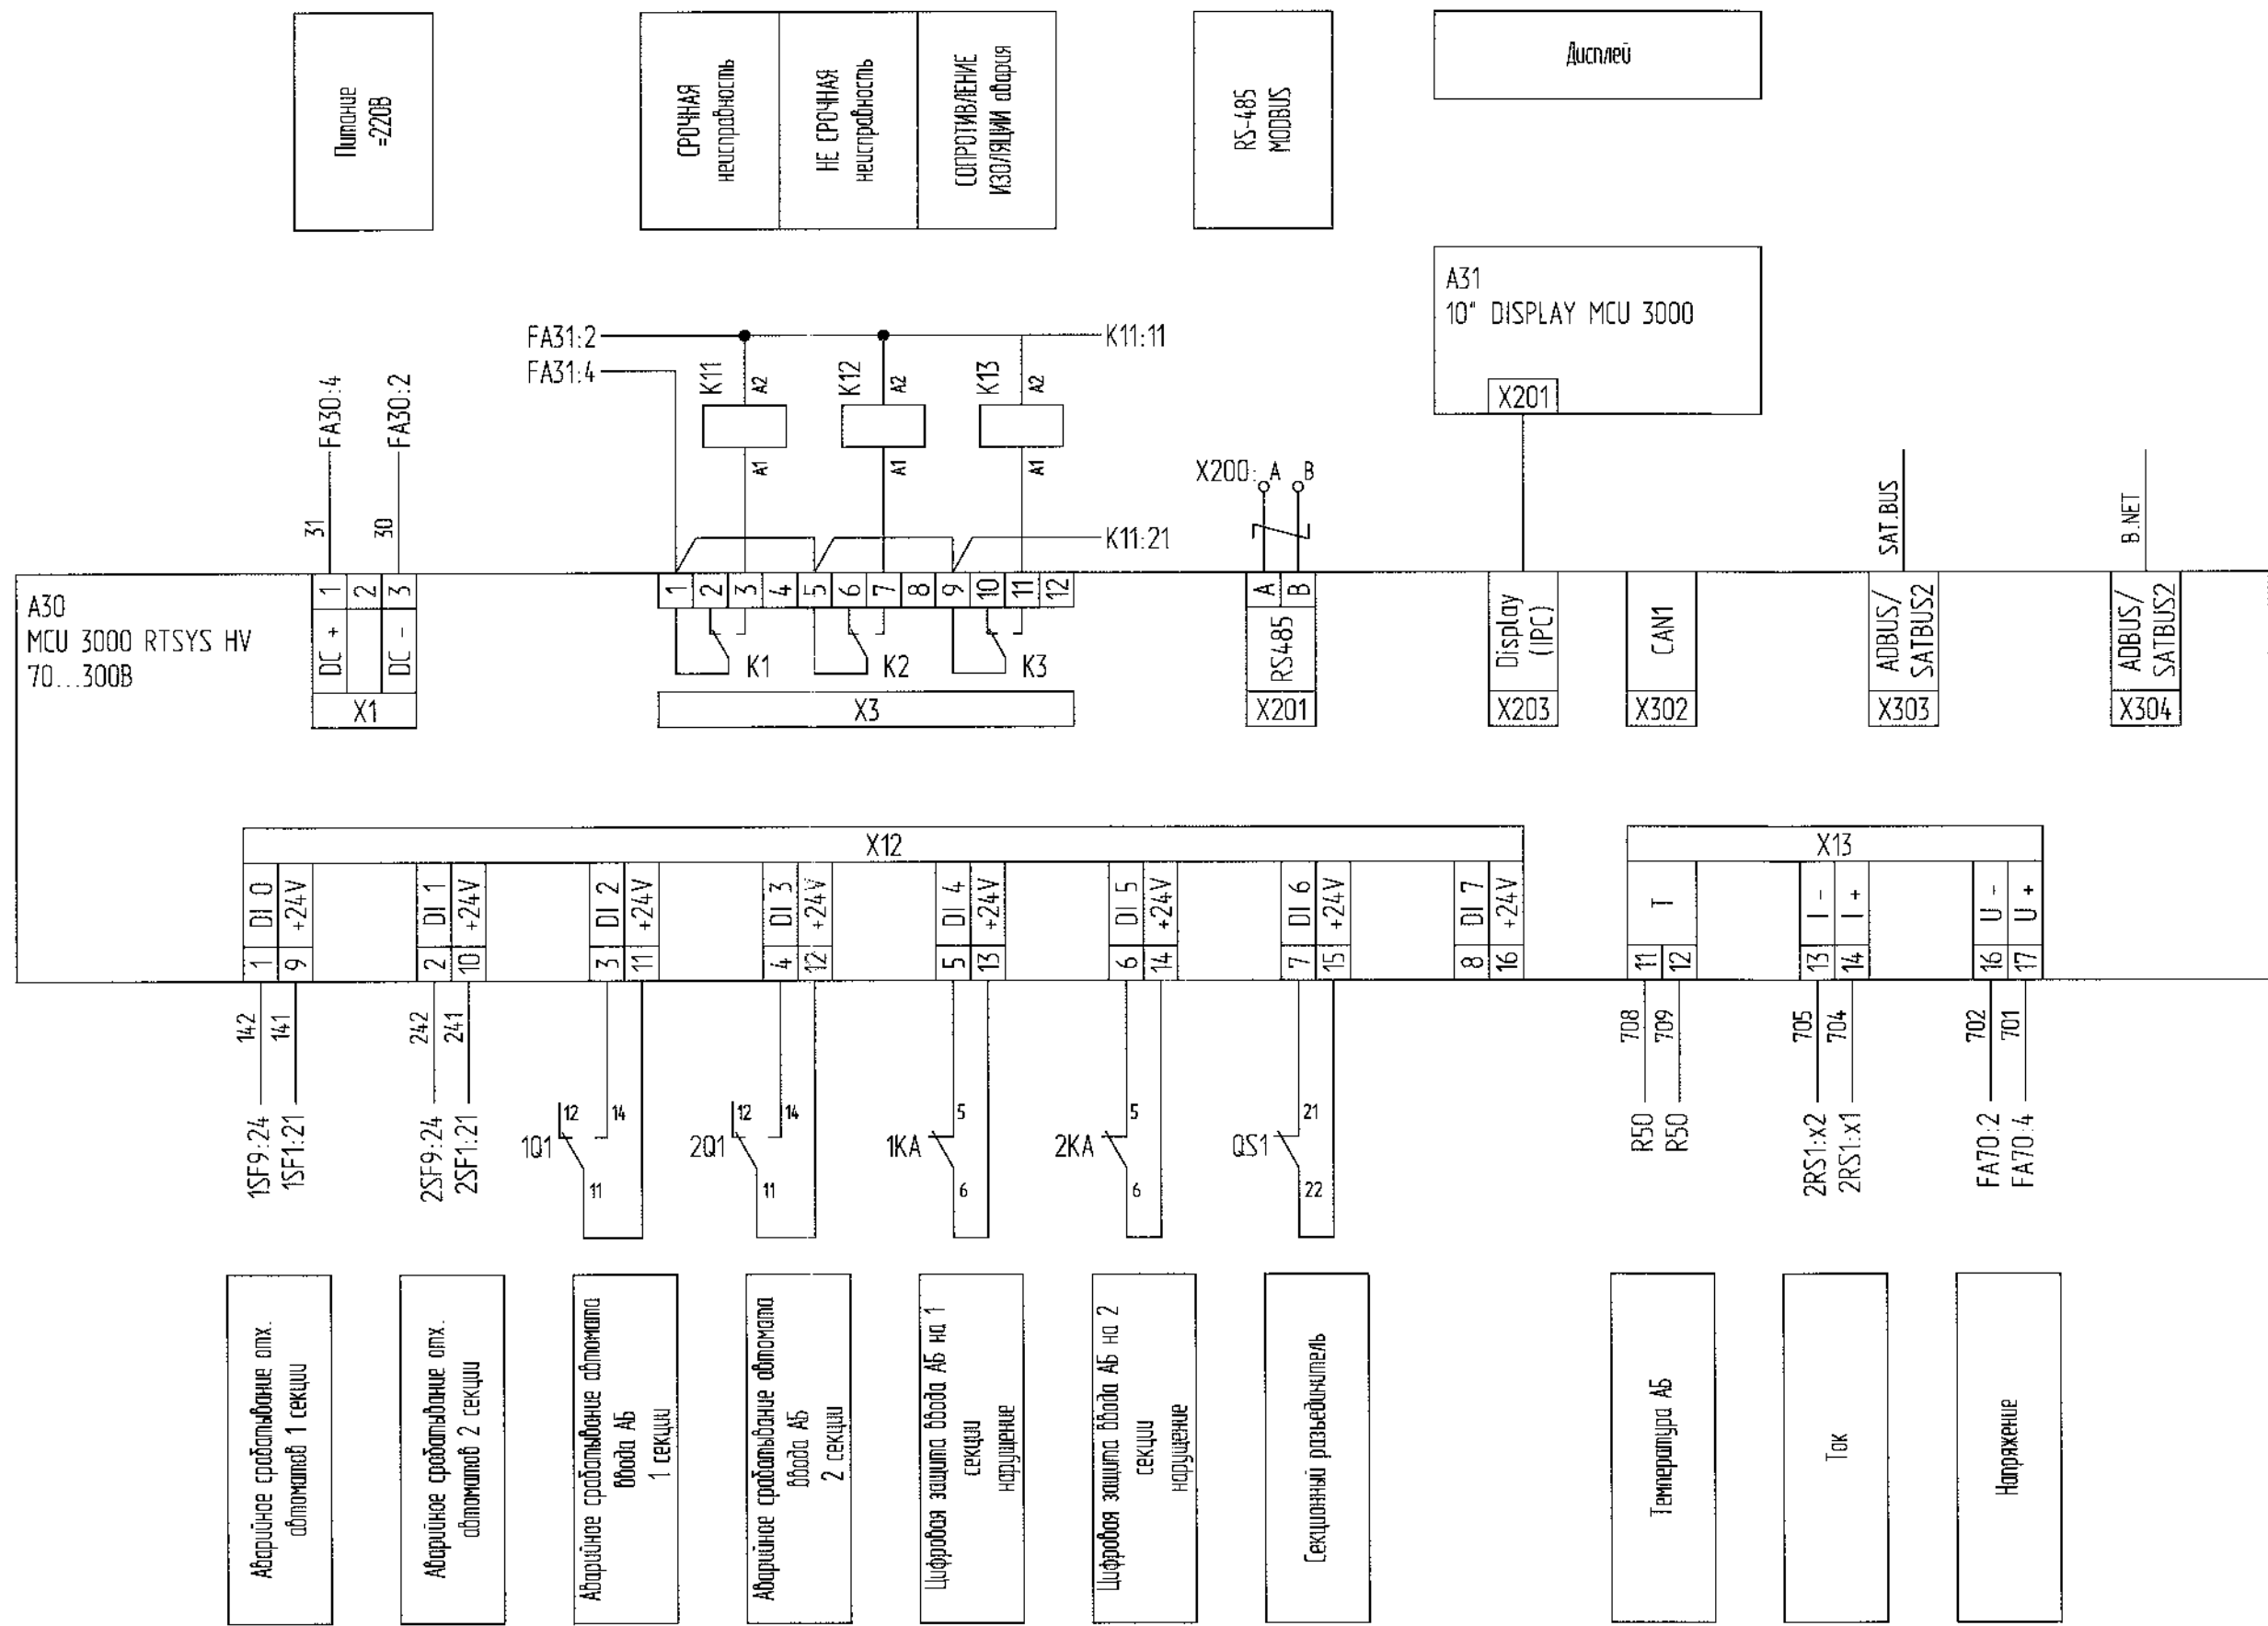 Питание
=220В
СРОЧНАЯ
неисправность
НЕ СРОЧНАЯ
неисправность
СОПРОТИВЛЕНИЕ
ИЗОЛЯЦИИ авария
RS-485
MODBUS
Дисплей
A31
10" DISPLAY MCU 3000
X201
FA31:2
K11:11
FA31:4
K11
A2
A1
K12
A2
A1
K13
A2
A1
FA30:4
FA30:2
31
30
X200: A B
K11:21
SAT.BUS
B.NET
A30
MCU 3000 RTSYS HV
70...300В
1 2 3
DC +
DC -
X1
1 2 3 4 5 6 7 8 9 10 11 12
K1
K2
K3
X3
A B
RS485
X201
Display
(IPC)
X203
CAN1
X302
ADBUS/
SATBUS2
X303
ADBUS/
SATBUS2
X304
X12
X13
1 DI 0
9 +24V
2 DI 1
10 +24V
3 DI 2
11 +24V
4 DI 3
12 +24V
5 DI 4
13 +24V
6 DI 5
14 +24V
7 DI 6
15 +24V
8 DI 7
16 +24V
T
11
12
13 I -
14 I +
16 U -
17 U +
1SF9:24 142
1SF1:21 141
2SF9:24 242
2SF1:21 241
1Q1
12
14
11
2Q1
12
14
11
1KA
5
6
2KA
5
6
QS1
21
22
R50 708
R50 709
2RS1:x2 705
2RS1:x1 704
FA70:2 702
FA70:4 701
Аварийное срабатывание отх.
автоматов 1 секции
Аварийное срабатывание отх.
автоматов 2 секции
Аварийное срабатывание автомата
ввода АБ
1 секции
Аварийное срабатывание автомата
ввода АБ
2 секции
Цифровая защита ввода АБ на 1
секции
нарущение
Цифровая защита ввода АБ на 2
секции
нарущение
Секционный разъединитель
Температура АБ
Ток
Напряжение